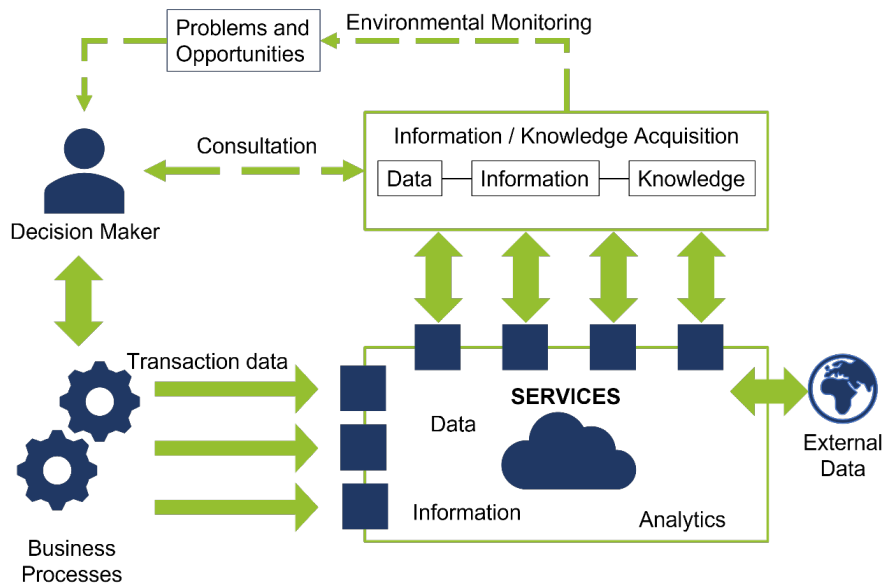 Problems and
Opportunities
Environmental Monitoring
Information / Knowledge Acquisition
Consultation
Data
Information
Knowledge
Decision Maker
Transaction data
SERVICES
Data
External
Data
Information
Analytics
Business
Processes